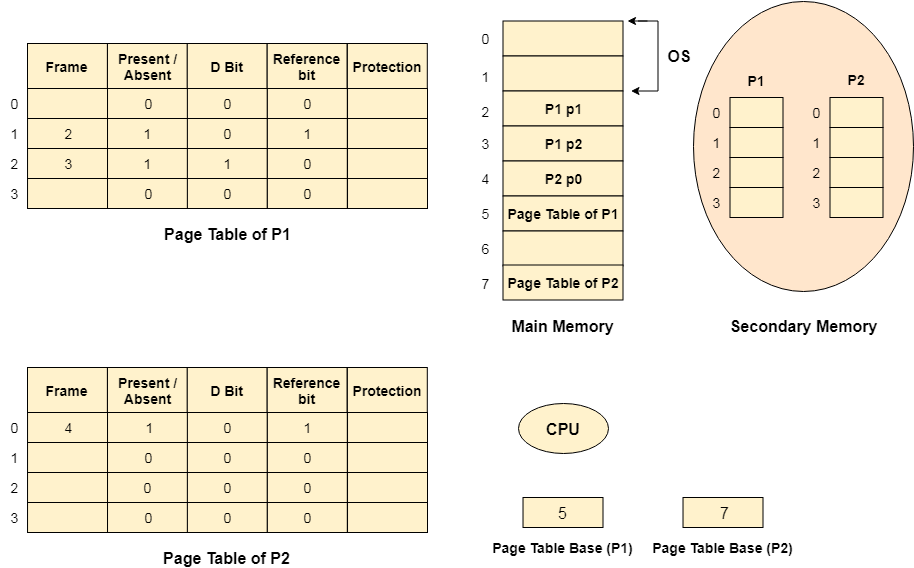 Frame Present / Absent D Bit Reference bit Protection
0 0 0 0
1 2 1 0 1
2 3 1 1 0
3 0 0 0
Page Table of P1
0
1
2 P1 p1
3 P1 p2
4 P2 p0
5 Page Table of P1
6
7 Page Table of P2
OS
Main Memory
P1
0
1
2
3
P2
0
1
2
3
Secondary Memory
Frame Present / Absent D Bit Reference bit Protection
0 4 1 0 1
1 0 0 0
2 0 0 0
3 0 0 0
Page Table of P2
CPU
5
Page Table Base (P1)
7
Page Table Base (P2)